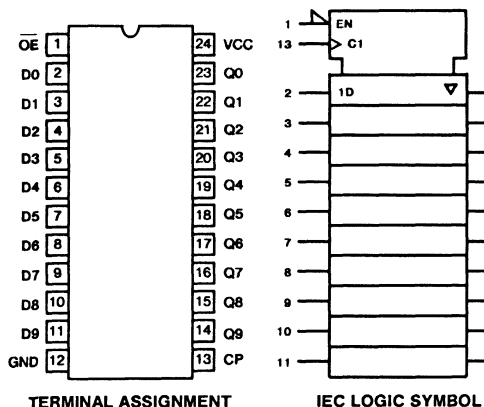 OE 1 24 VCC
D0 2 23 Q0
D1 3 22 Q1
D2 4 21 Q2
D3 5 20 Q3
D4 6 19 Q4
D5 7 18 Q5
D6 8 17 Q6
D7 9 16 Q7
D8 10 15 Q8
D9 11 14 Q9
GND 12 13 CP
TERMINAL ASSIGNMENT
1 EN
13 C1
2 1D
3
4
5
6
7
8
9
10
11
IEC LOGIC SYMBOL